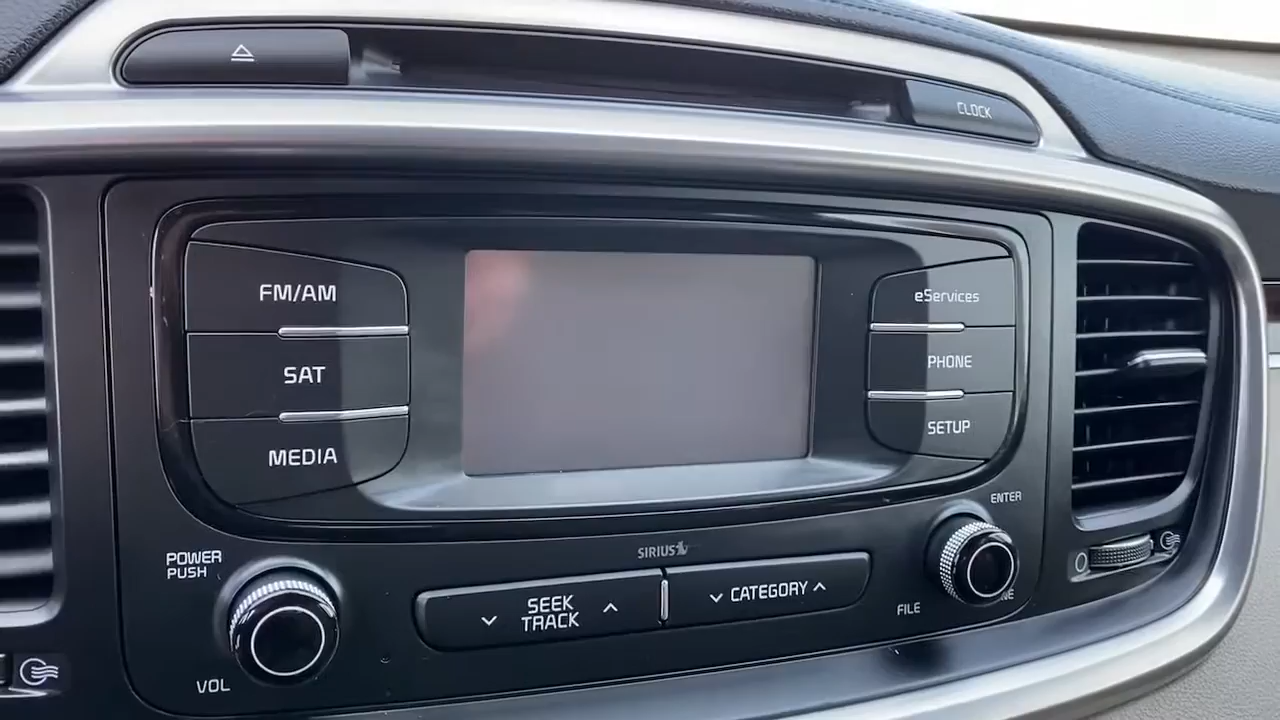 CLOCK
FM/AM
SAT
MEDIA
eServices
PHONE
SETUP
ENTER
POWER
PUSH
VOL
SIRIUS
SEEK
TRACK
CATEGORY
FILE